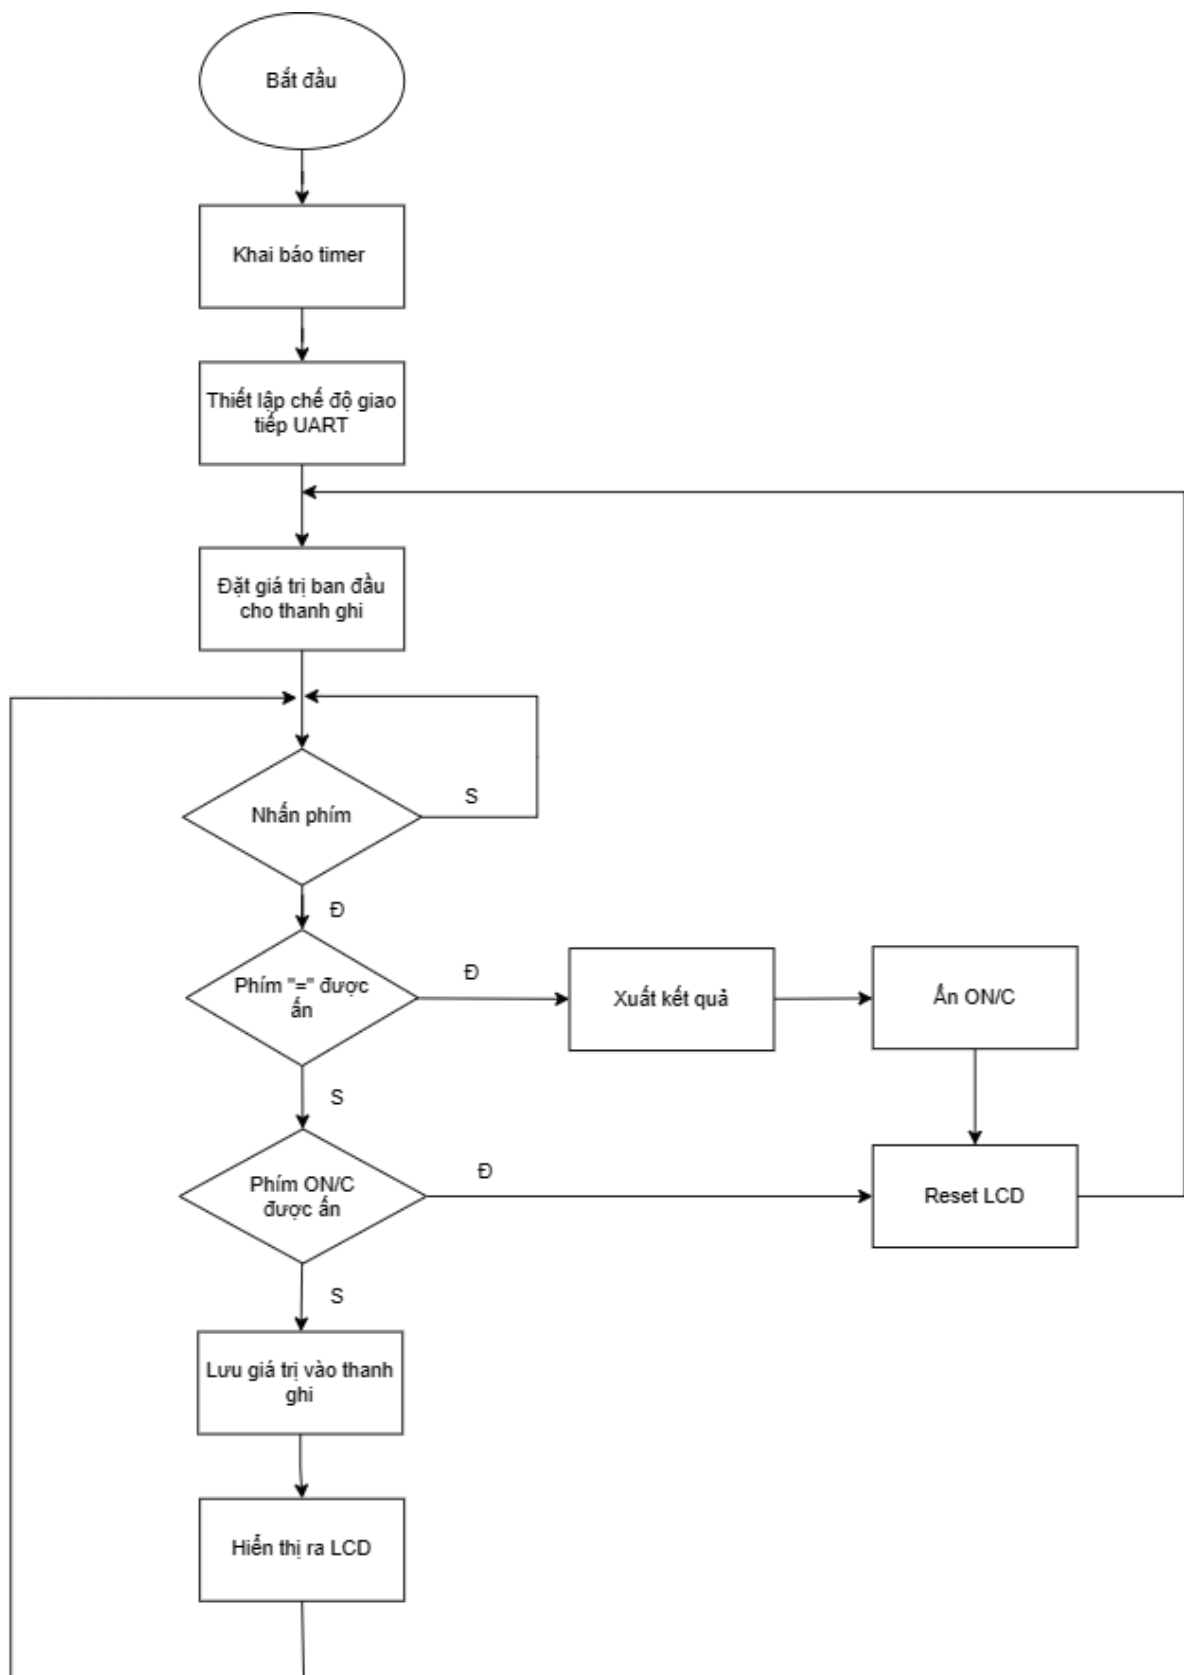 Bắt đầu
Khai báo timer
Thiết lập chế độ giao
tiếp UART
Đặt giá trị ban đầu
cho thanh ghi
Nhấn phím
S
Đ
Phím "=" được
ấn
Đ
Xuất kết quả
Ấn ON/C
S
Phím ON/C
được ấn
Đ
Reset LCD
S
Lưu giá trị vào thanh
ghi
Hiển thị ra LCD